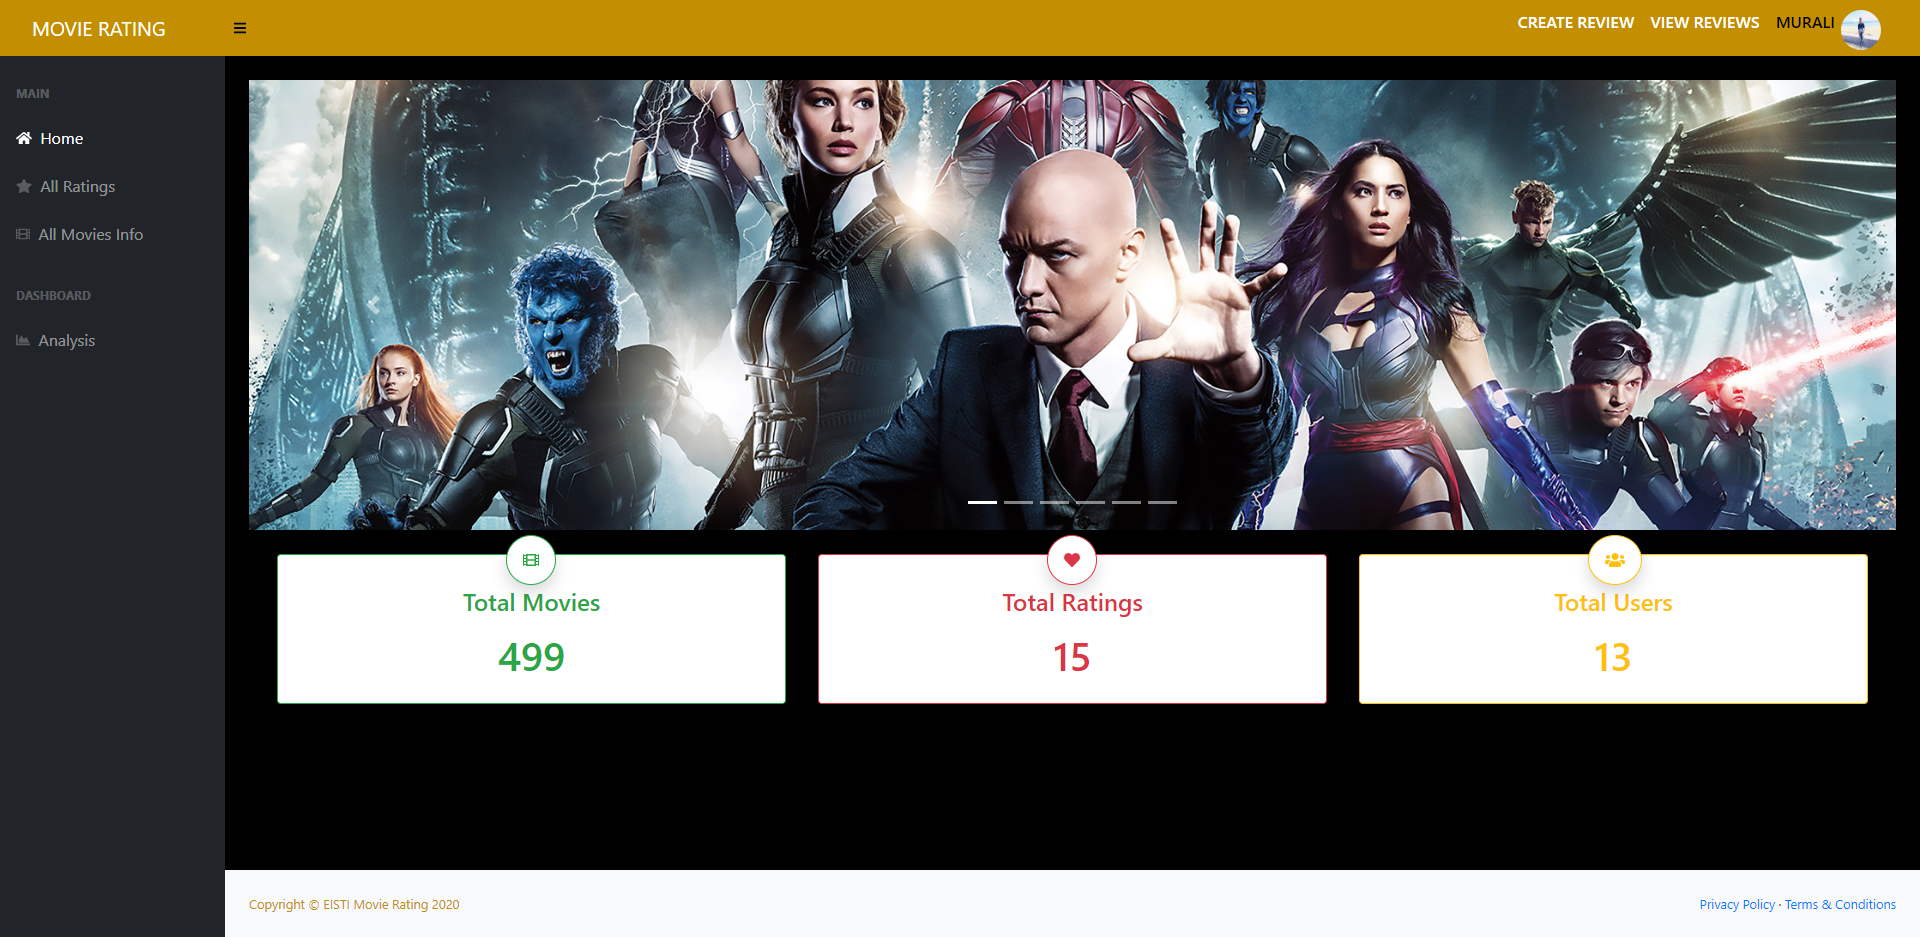 MOVIE RATING
CREATE REVIEW VIEW REVIEWS MURALI
MAIN
Home
All Ratings
All Movies Info
DASHBOARD
Analysis
Total Movies
499
Total Ratings
15
Total Users
13
Copyright © EISTI Movie Rating 2020
Privacy Policy · Terms & Conditions